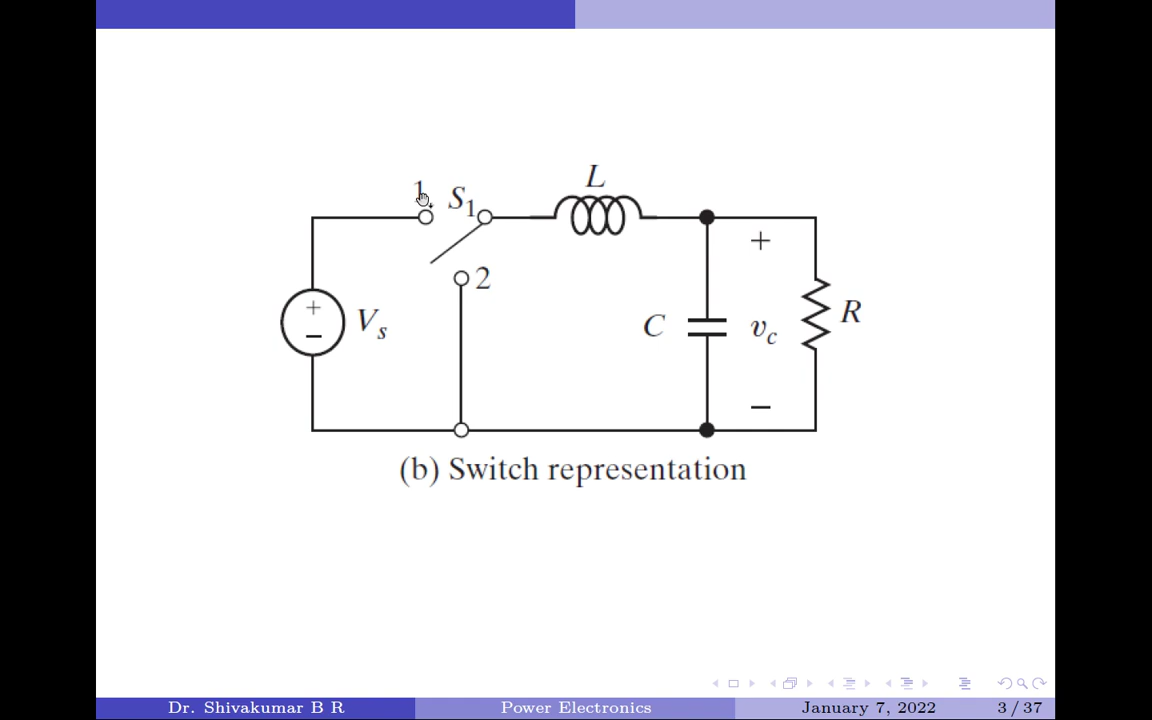 L
1 S1
2
+
+
−
Vs
C
vc
R
−
(b) Switch representation
Dr. Shivakumar B R Power Electronics January 7, 2022 3 / 37